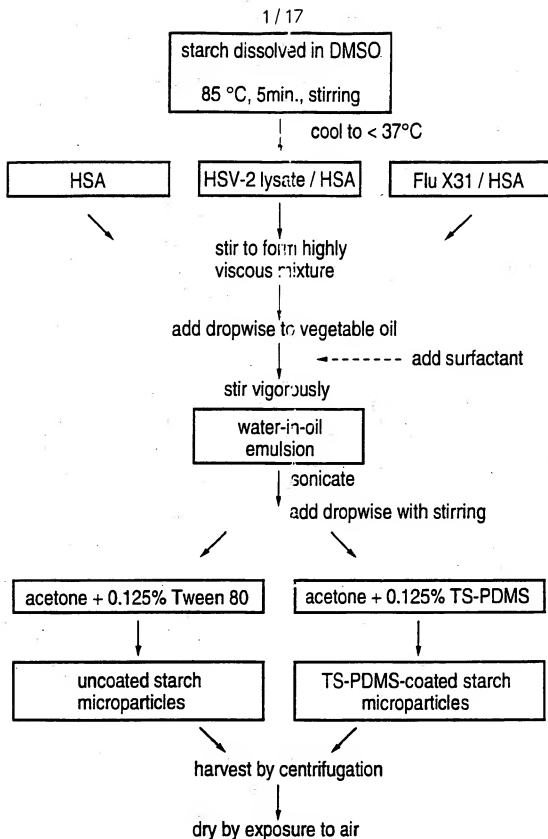 1 / 17
starch dissolved in DMSO
85 °C, 5min., stirring
cool to < 37°C
HSA
HSV-2 lysate / HSA
Flu X31 / HSA
stir to form highly
viscous mixture
add dropwise to vegetable oil
add surfactant
stir vigorously
water-in-oil
emulsion
sonicate
add dropwise with stirring
acetone + 0.125% Tween 80
acetone + 0.125% TS-PDMS
uncoated starch
microparticles
TS-PDMS-coated starch
microparticles
harvest by centrifugation
dry by exposure to air